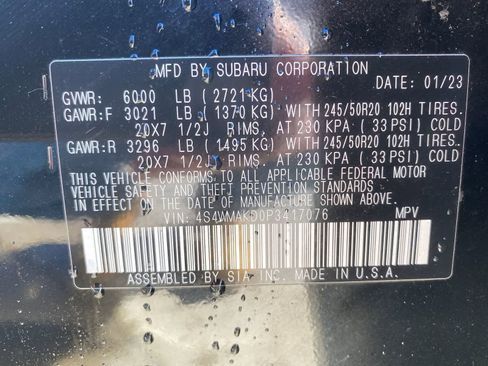 MFD BY SUBARU CORPORATION
DATE: 01/23
GVWR: 6000 LB (2721 KG)
GAWR:F 3021 LB (1370 KG) WITH 245/50R20 102H TIRES.
20X7 1/2J RIMS, AT 230 KPA (33 PSI) COLD
GAWR:R 3296 LB (1495 KG) WITH 245/50R20 102H TIRES.
20X7 1/2J RIMS, AT 230 KPA (33 PSI) COLD
THIS VEHICLE CONFORMS TO ALL APPLICABLE FEDERAL MOTOR
VEHICLE SAFETY AND THEFT PREVENTION STANDARDS
IN EFFECT ON THE DATE OF MANUFACTURE SHOWN ABOVE.
VIN: MPV
ASSEMBLED BY SIA INC. MADE IN U.S.A.